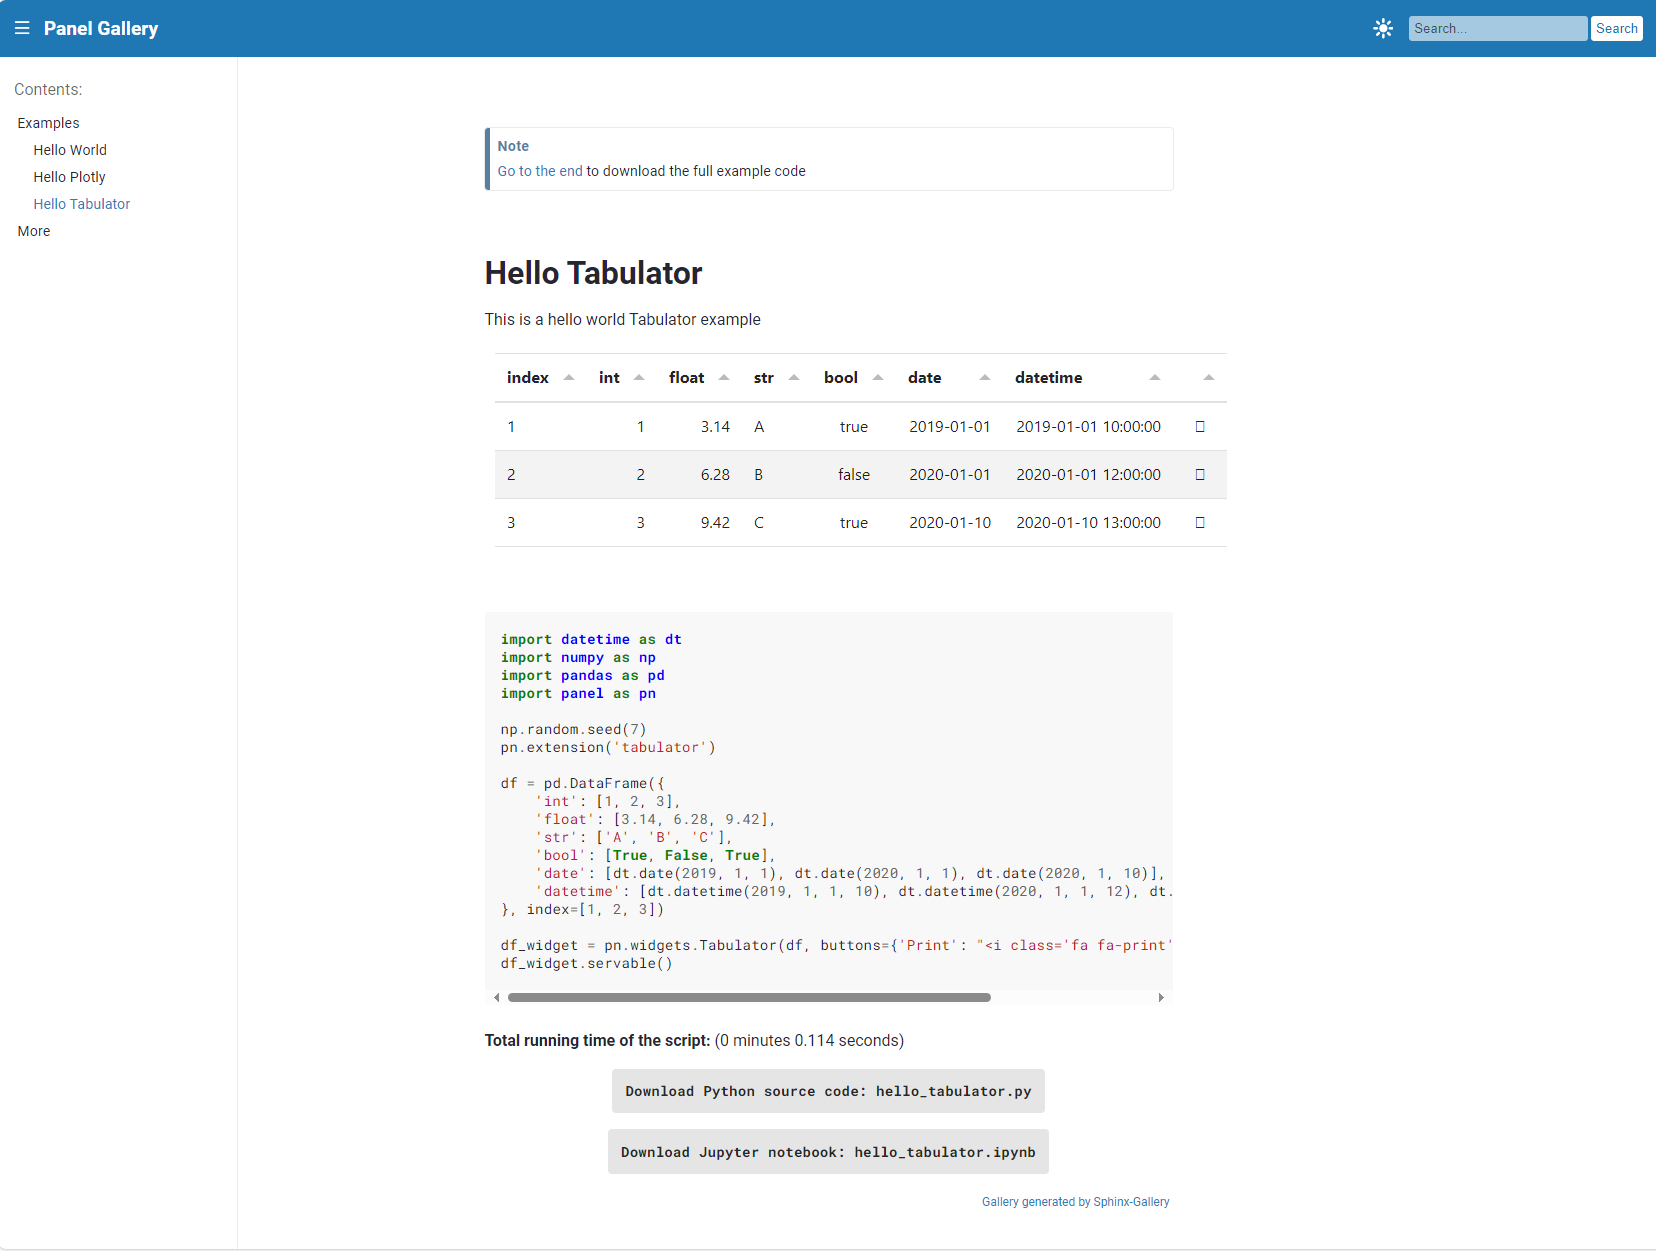 Panel Gallery
Search...
Search
Contents:
Examples
Hello World
Hello Plotly
Hello Tabulator
More
Note
Go to the end to download the full example code
Hello Tabulator
This is a hello world Tabulator example
index int float str bool date datetime
1 1 3.14 A true 2019-01-01 2019-01-01 10:00:00
2 2 6.28 B false 2020-01-01 2020-01-01 12:00:00
3 3 9.42 C true 2020-01-10 2020-01-10 13:00:00
import datetime as dt
import numpy as np
import pandas as pd
import panel as pn
np.random.seed(7)
pn.extension('tabulator')
df = pd.DataFrame({
    'int': [1, 2, 3],
    'float': [3.14, 6.28, 9.42],
    'str': ['A', 'B', 'C'],
    'bool': [True, False, True],
    'date': [dt.date(2019, 1, 1), dt.date(2020, 1, 1), dt.date(2020, 1, 10)],
    'datetime': [dt.datetime(2019, 1, 1, 10), dt.datetime(2020, 1, 1, 12), dt.
}, index=[1, 2, 3])
df_widget = pn.widgets.Tabulator(df, buttons={'Print': "<i class='fa fa-print'
df_widget.servable()
Total running time of the script: (0 minutes 0.114 seconds)
Download Python source code: hello_tabulator.py
Download Jupyter notebook: hello_tabulator.ipynb
Gallery generated by Sphinx-Gallery